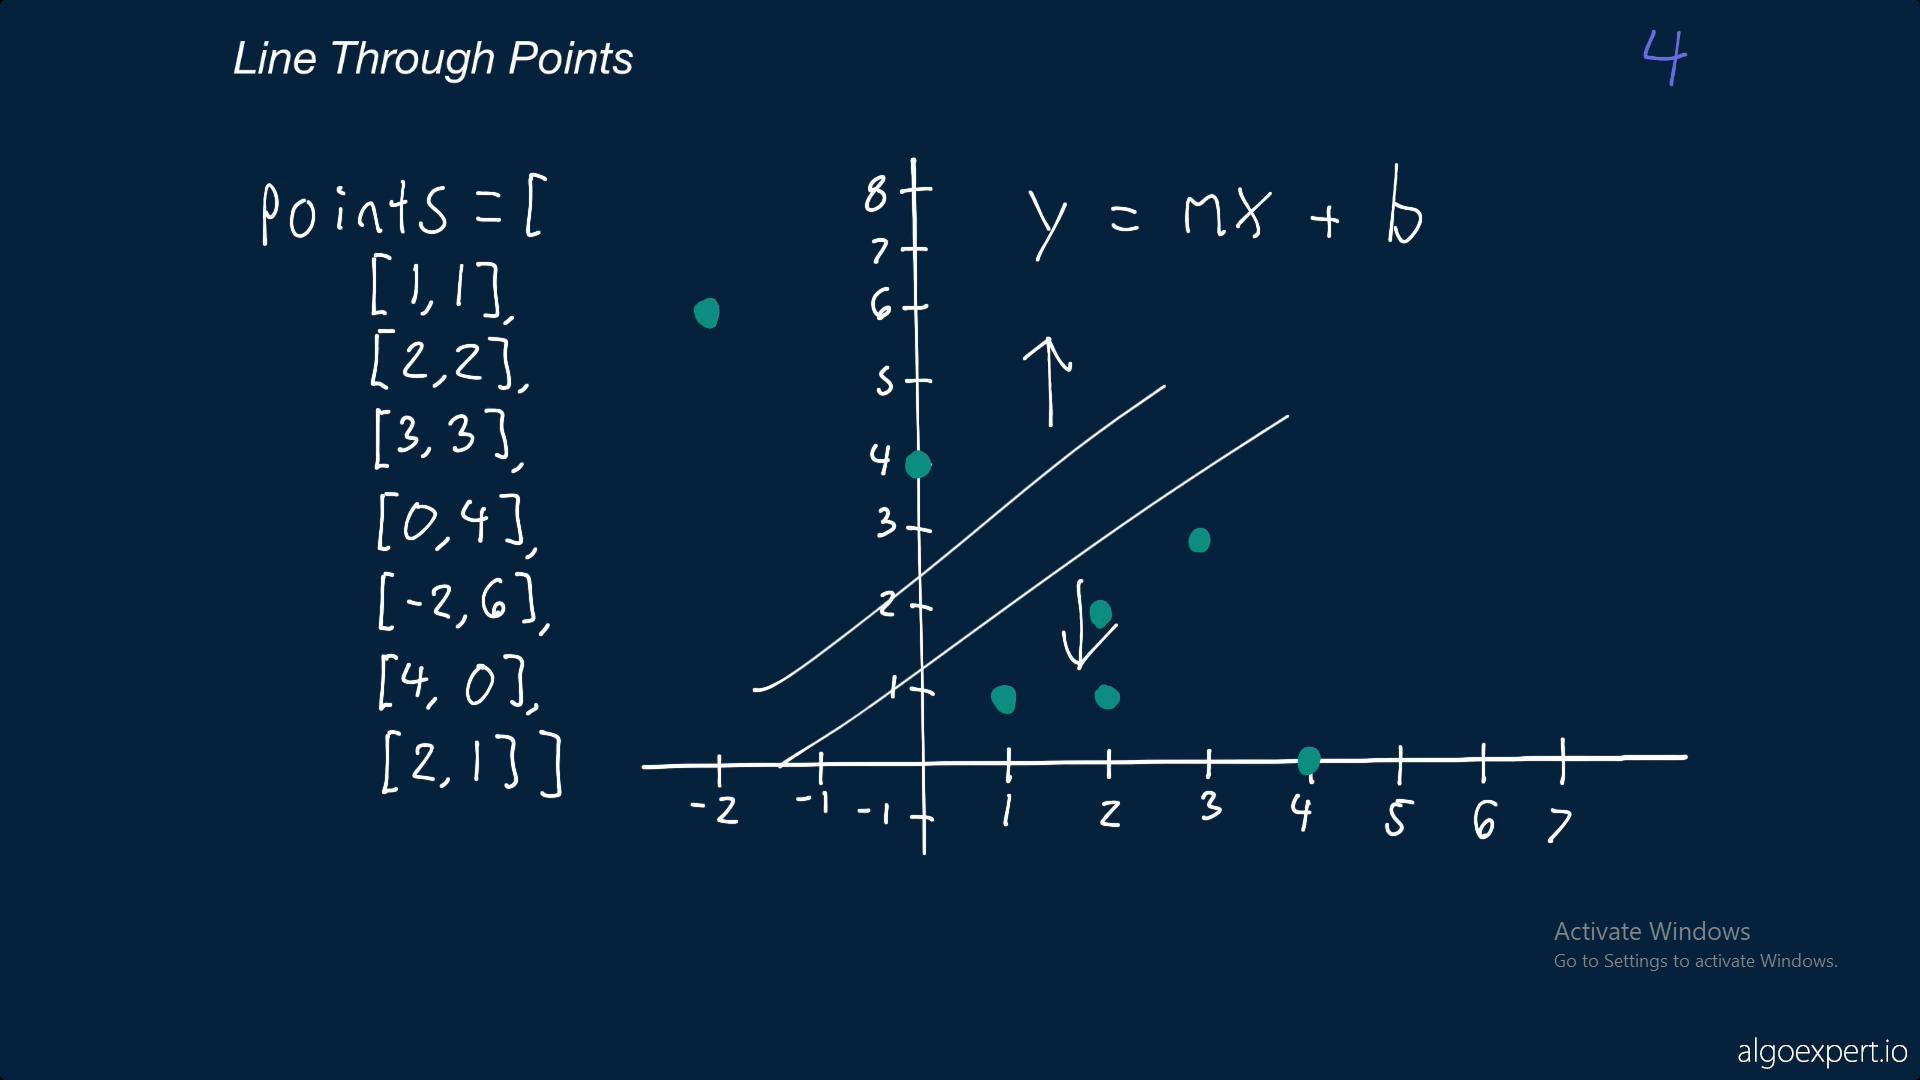 Line Through Points
4
points = [
[1,1],
[2,2],
[3,3],
[0,4],
[-2,6],
[4, 0],
[2,1]]
y = mx + b
8
7
6
5
4
3
2
1
-1
-2 -1 1 2 3 4 5 6 7
Activate Windows
Go to Settings to activate Windows.
algoexpert.io